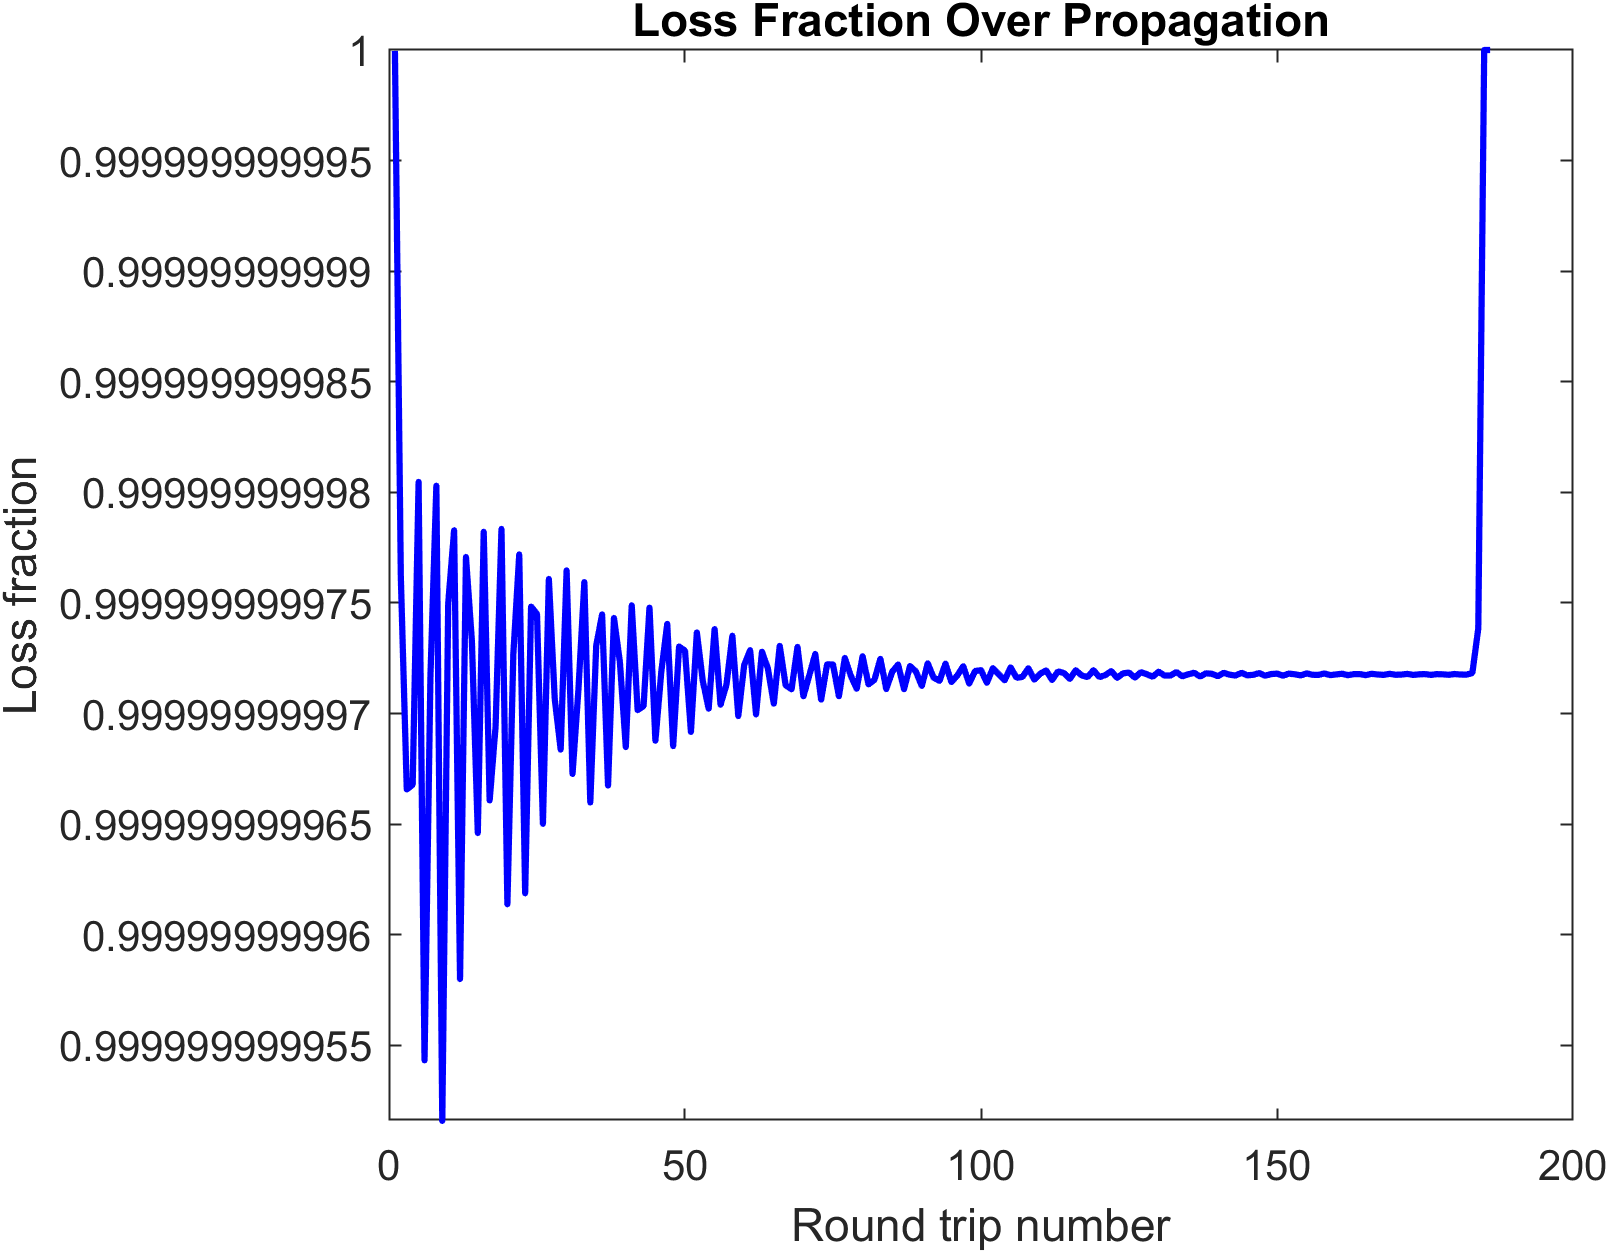 Loss Fraction Over Propagation
1
0.999999999995
0.99999999999
0.999999999985
0.99999999998
0.999999999975
0.99999999997
0.999999999965
0.99999999996
0.999999999955
Loss fraction
0 50 100 150 200
Round trip number